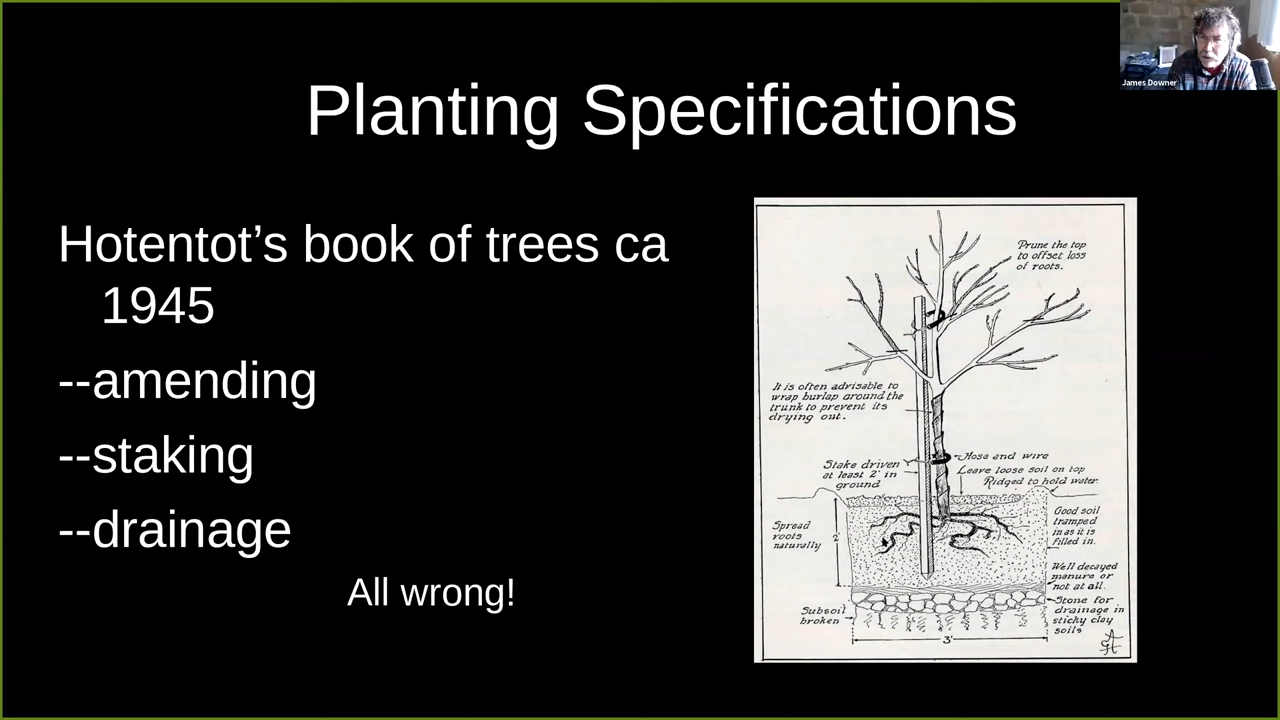 James Downer
Planting Specifications
Hotentot's book of trees ca
1945
--amending
--staking
--drainage
All wrong!
Prune the top
to offset loss
of roots.
It is often advisable to
wrap burlap around the
trunk to prevent its
drying out.
Stake driven
at least 2' in
ground
Hose and wire
Leave loose soil on top
Ridged to hold water.
Spread
roots
naturally
2'
Good soil
tramped
in as it is
filled in.
Well decayed
manure or
not at all.
Stone for
drainage in
sticky clay
soils
Subsoil
broken
3'